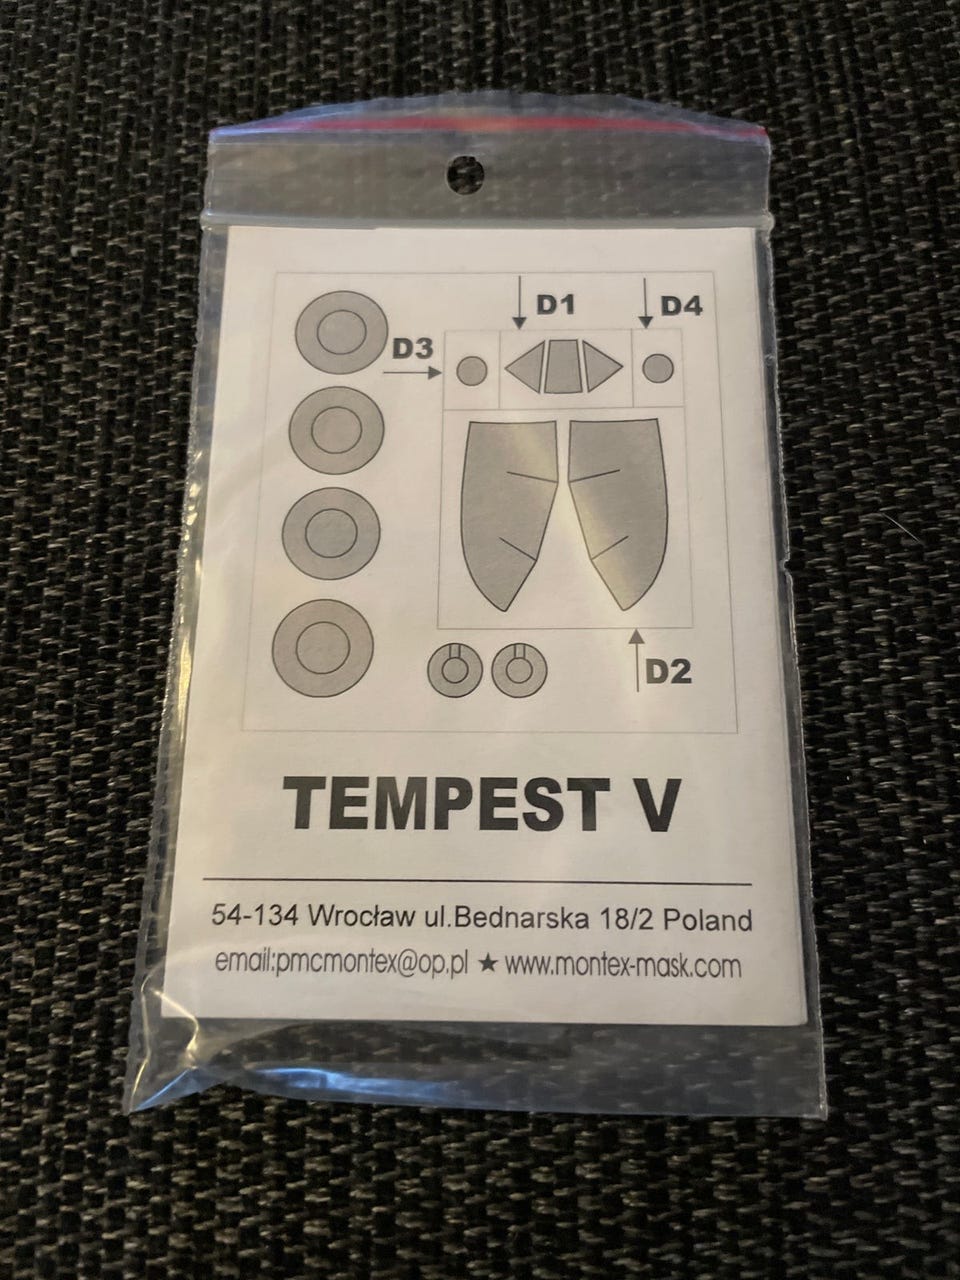 D1
D4
D3
D2
TEMPEST V
54-134 Wrocław ul.Bednarska 18/2 Poland
email:pmcmontex@op.pl ★ www.montex-mask.com